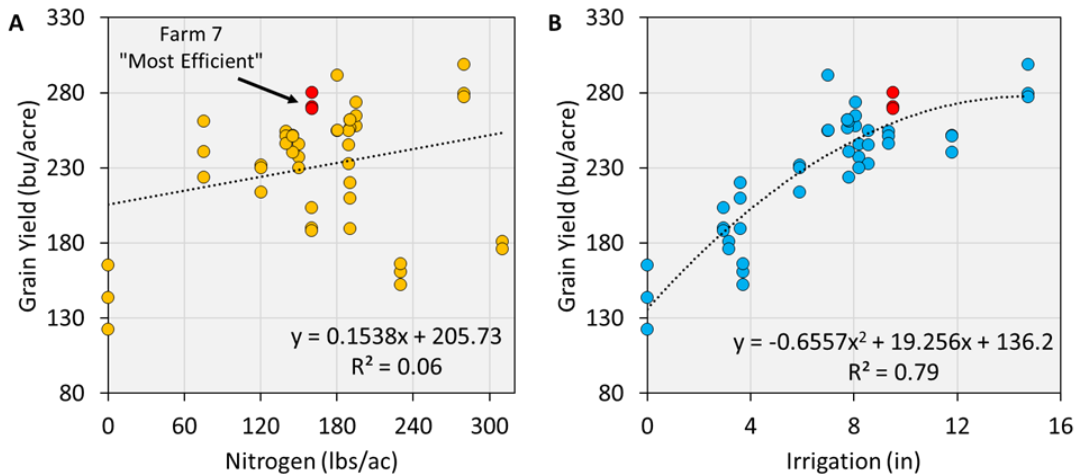 A
Farm 7
"Most Efficient"
Grain Yield (bu/acre)
330
280
230
180
130
80
y = 0.1538x + 205.73
R² = 0.06
0 60 120 180 240 300
Nitrogen (lbs/ac)
B
Grain Yield (bu/acre)
330
280
230
180
130
80
y = -0.6557x² + 19.256x + 136.2
R² = 0.79
0 4 8 12 16
Irrigation (in)